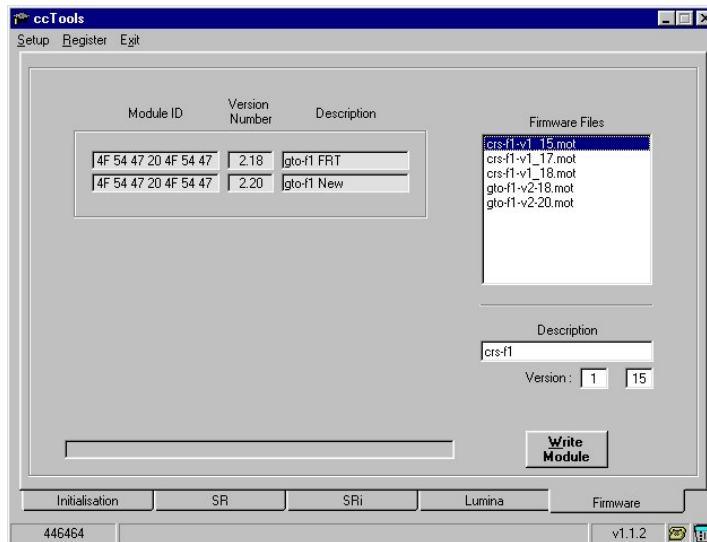 ccTools
Setup Register Exit
Module ID
Version Number
Description
4F 54 47 20 4F 54 47 2.18 gto-f1 FRT
4F 54 47 20 4F 54 47 2.20 gto-f1 New
Firmware Files
crs-f1-v1_15.mot
crs-f1-v1_17.mot
crs-f1-v1_18.mot
gto-f1-v2-18.mot
gto-f1-v2-20.mot
Description
crs-f1
Version : 1 15
Write
Module
Initialisation SR SRi Lumina Firmware
446464 v1.1.2